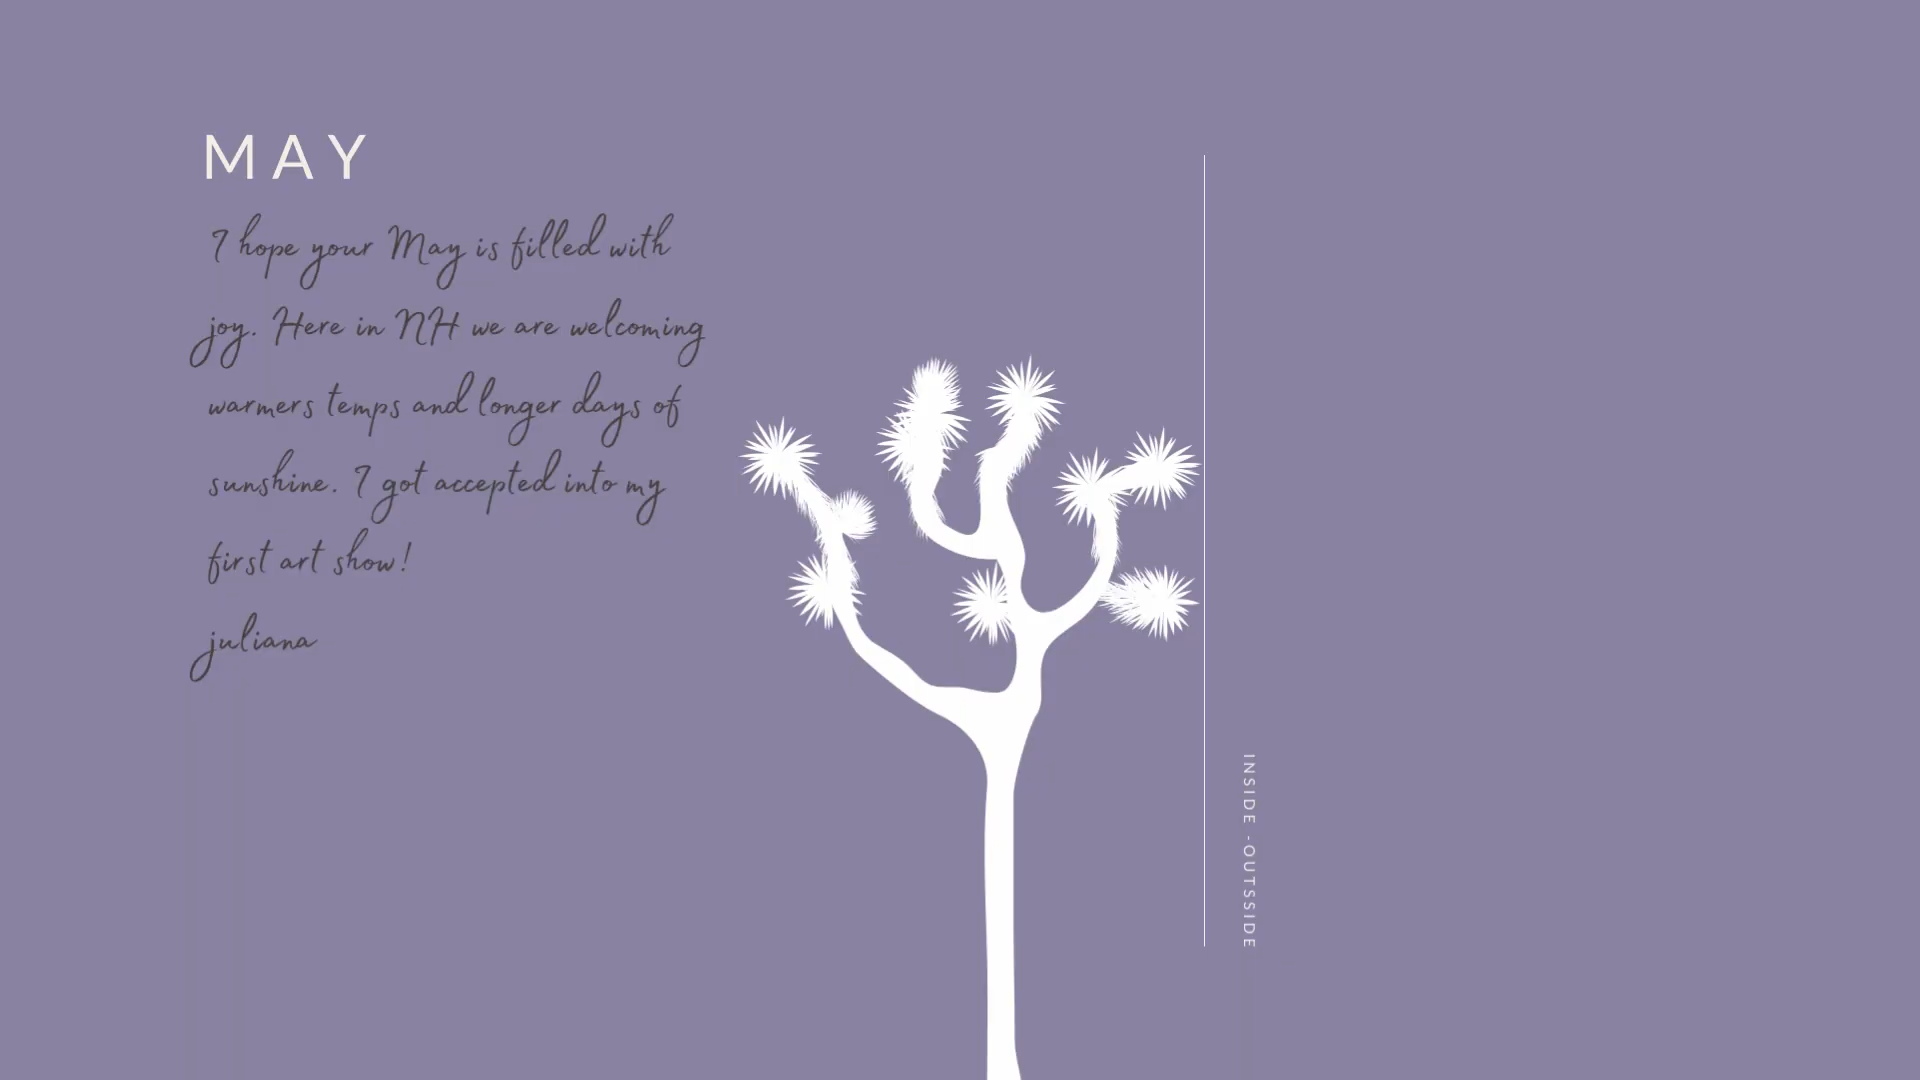 MAY
I hope your May is filled with
joy. Here in NH we are welcoming
warmers temps and longer days of
sunshine. I got accepted into my
first art show!
juliana
INSIDE -OUTSSIDE